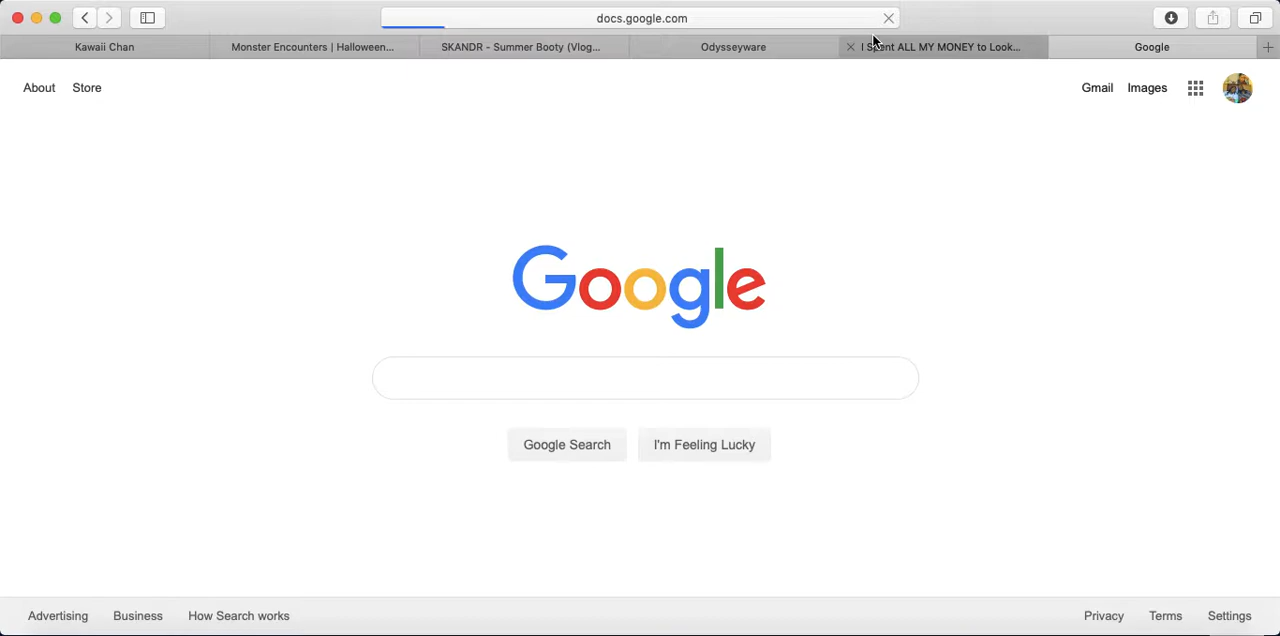 docs.google.com
Kawaii Chan
Monster Encounters | Halloween...
SKANDR - Summer Booty (Vlog...
Odysseyware
I Spent ALL MY MONEY to Look...
Google
About
Store
Gmail
Images
Google
Google Search
I'm Feeling Lucky
Advertising
Business
How Search works
Privacy
Terms
Settings